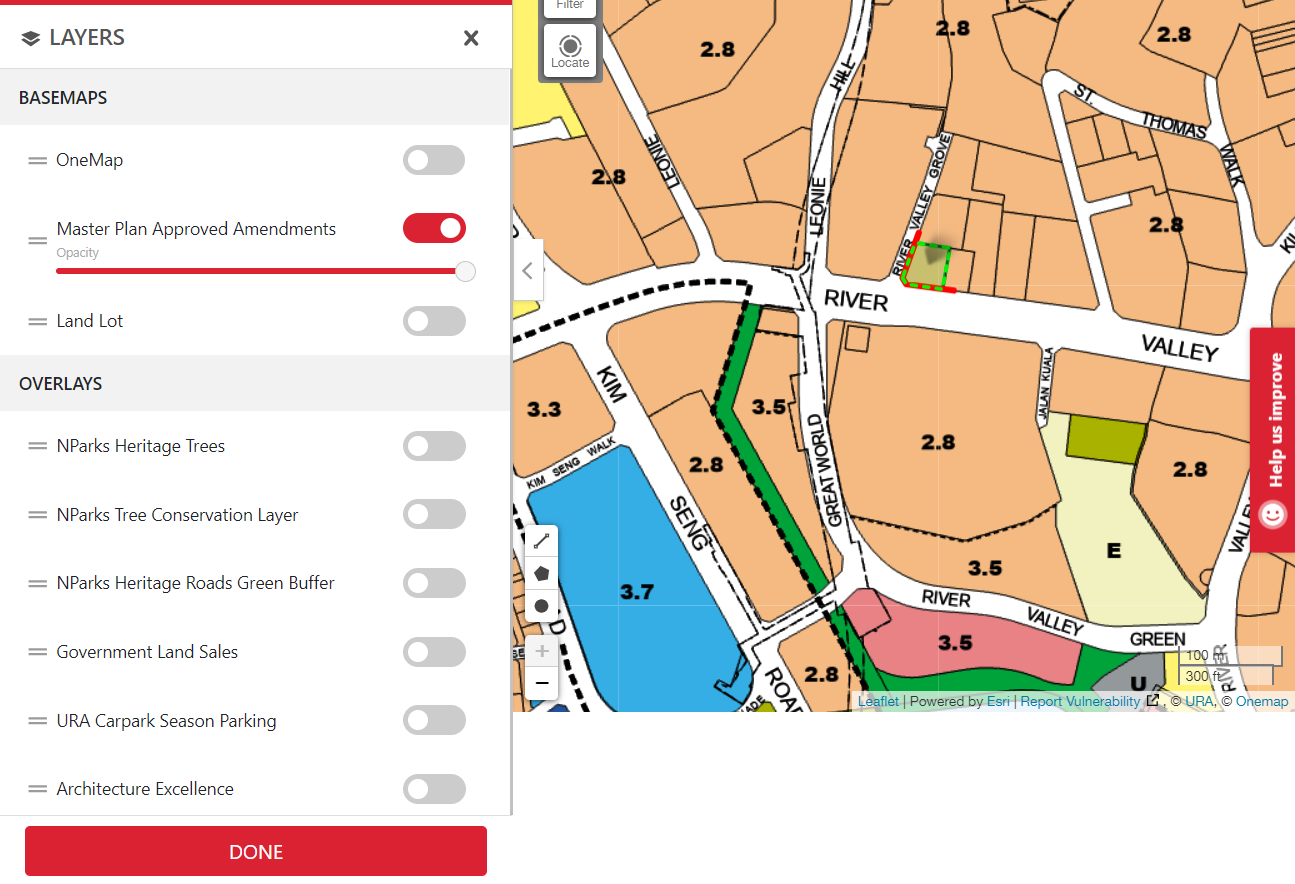 LAYERS
BASEMAPS
OneMap
Master Plan Approved Amendments
Opacity
Land Lot
OVERLAYS
NParks Heritage Trees
NParks Tree Conservation Layer
NParks Heritage Roads Green Buffer
Government Land Sales
URA Carpark Season Parking
Architecture Excellence
DONE
Filter
Locate
2.8
2.8
2.8
HILL
ST.
THOMAS
WALK
LEONIE
2.8
LEONIE
RIVER VALLEY GROVE
2.8
RIVER
VALLEY
KIM
SENG
ROAD
3.3
3.5
JALAN KUALA
2.8
2.8
2.8
KIM SENG WALK
GREAT WORLD
VALLEY
E
3.5
3.7
RIVER
VALLEY
GREEN
3.5
2.8
U
RIVER
Help us improve
+
−
100
300 ft
Leaflet | Powered by Esri | Report Vulnerability , © URA, © Onemap